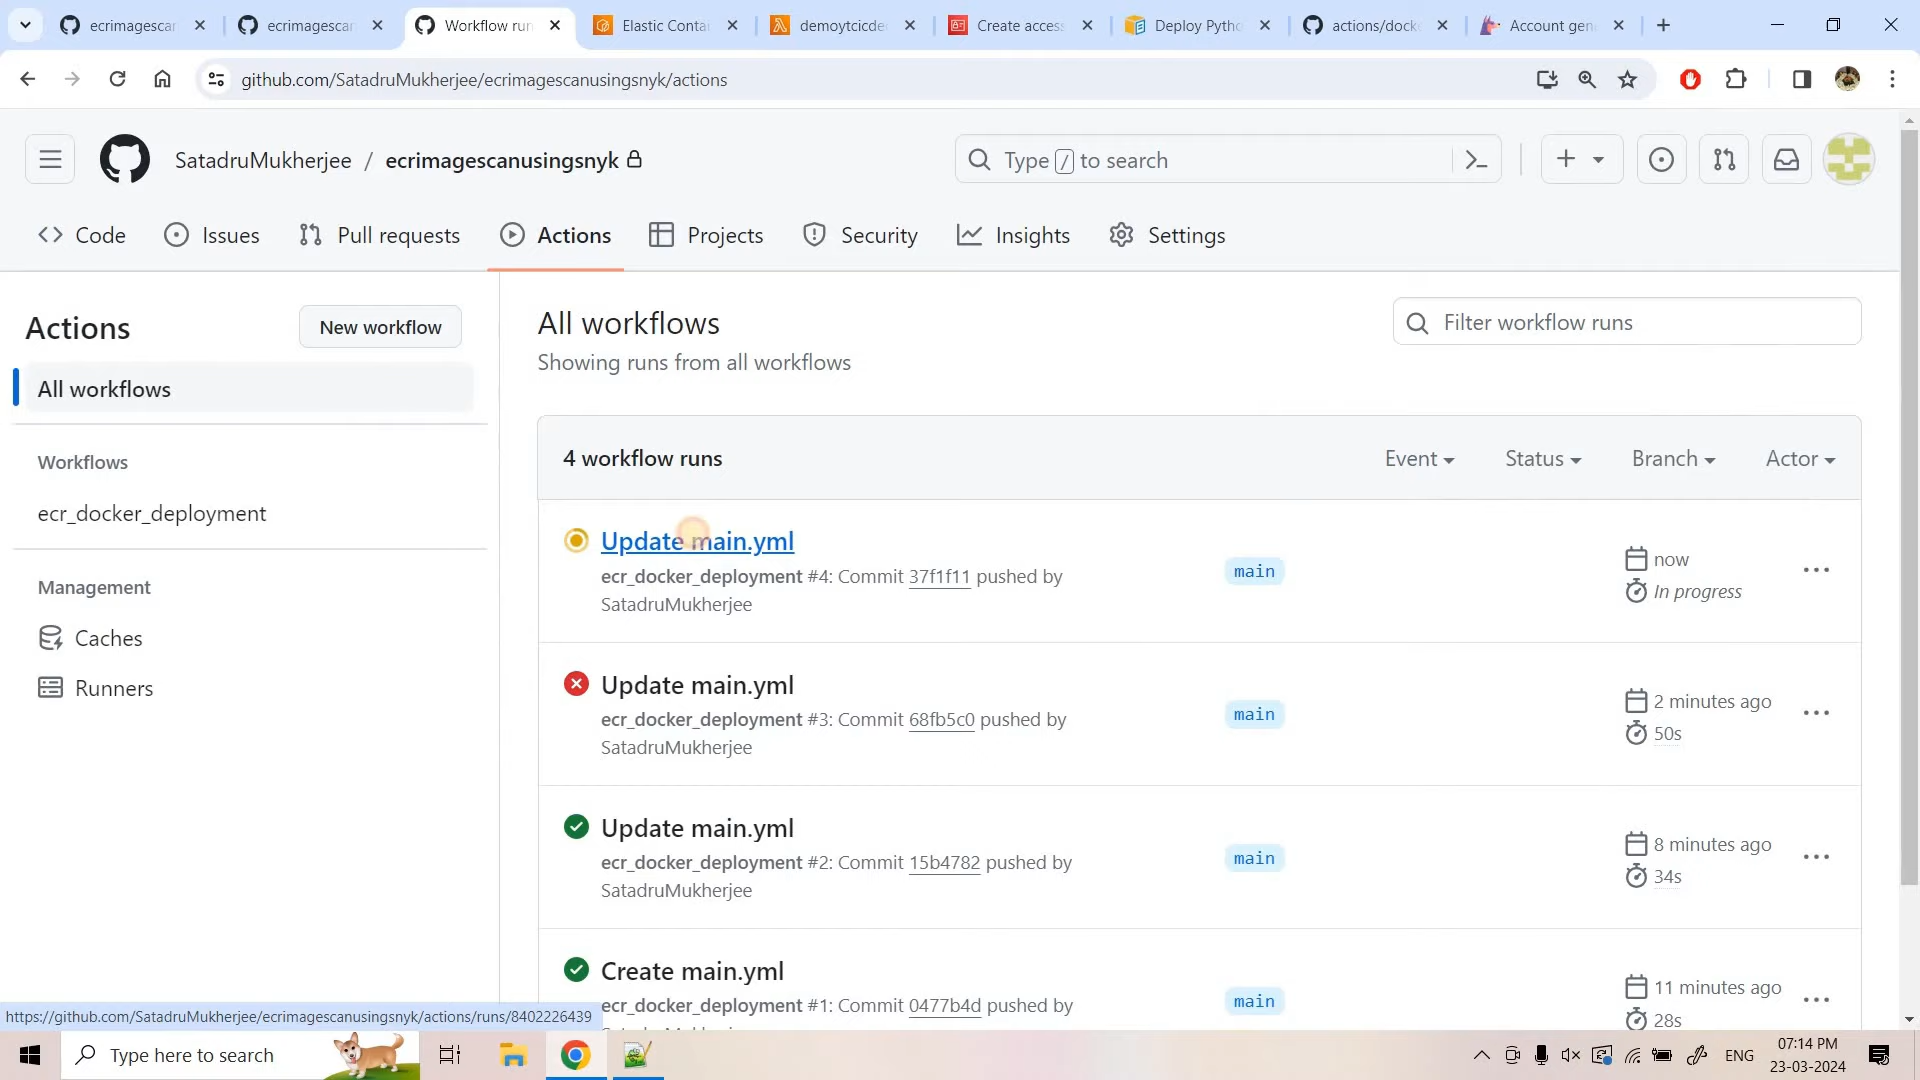 ecrimagescan
ecrimagescan
Workflow run
Elastic Contai
demoytcicdde
Create access
Deploy Pytho
actions/docke
Account gen
github.com/SatadruMukherjee/ecrimagescanusingsnyk/actions
SatadruMukherjee / ecrimagescanusingsnyk
Type / to search
Code
Issues
Pull requests
Actions
Projects
Security
Insights
Settings
Actions
New workflow
All workflows
Workflows
ecr_docker_deployment
Management
Caches
Runners
All workflows
Showing runs from all workflows
Filter workflow runs
4 workflow runs
Event
Status
Branch
Actor
Update main.yml
ecr_docker_deployment #4: Commit 37f1f11 pushed by
SatadruMukherjee
main
now
In progress
Update main.yml
ecr_docker_deployment #3: Commit 68fb5c0 pushed by
SatadruMukherjee
main
2 minutes ago
50s
Update main.yml
ecr_docker_deployment #2: Commit 15b4782 pushed by
SatadruMukherjee
main
8 minutes ago
34s
Create main.yml
ecr_docker_deployment #1: Commit 0477b4d pushed by
main
11 minutes ago
28s
https://github.com/SatadruMukherjee/ecrimagescanusingsnyk/actions/runs/8402226439
Type here to search
ENG
07:14 PM
23-03-2024